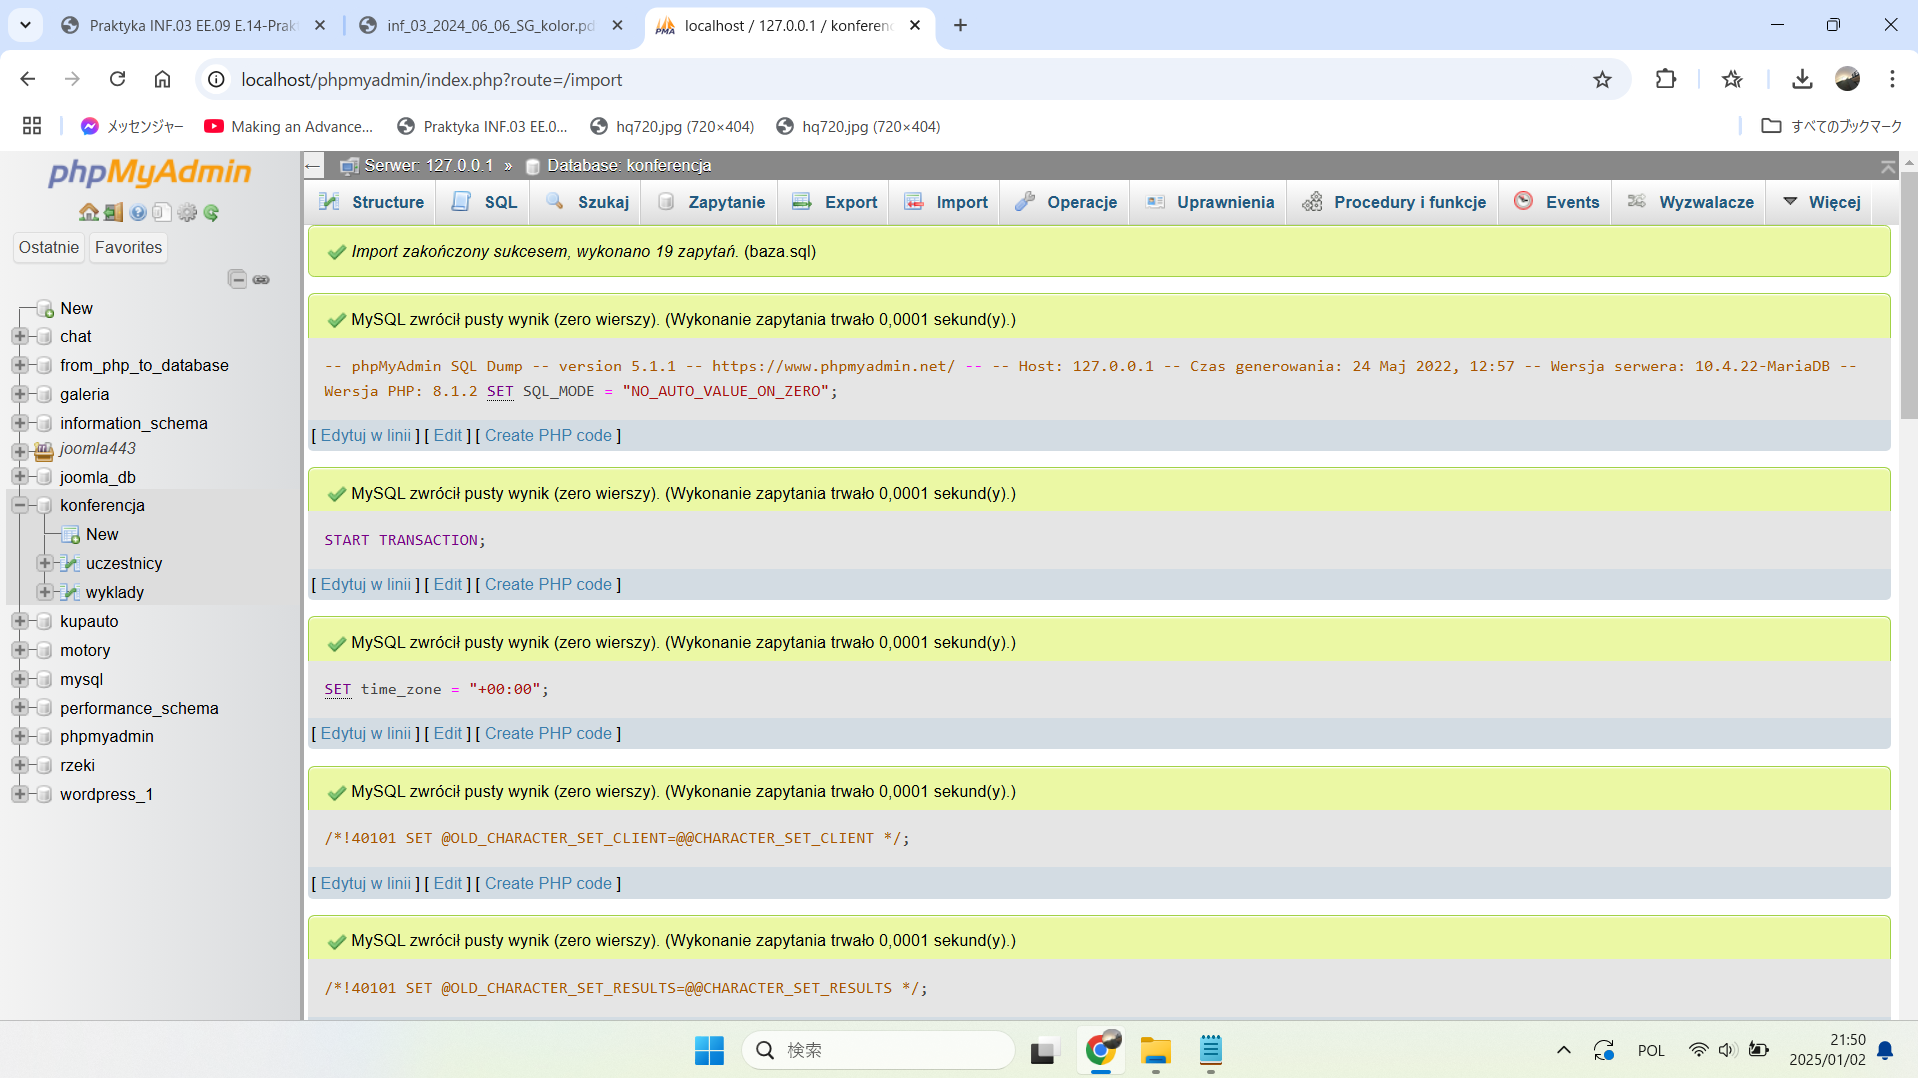 Praktyka INF.03 EE.09 E.14-Prakt
inf_03_2024_06_06_SG_kolor.pd
localhost / 127.0.0.1 / konferenc
localhost/phpmyadmin/index.php?route=/import
メッセンジャー
Making an Advance...
Praktyka INF.03 EE.0...
hq720.jpg (720×404)
hq720.jpg (720×404)
すべてのブックマーク
phpMyAdmin
Ostatnie
Favorites
New
chat
from_php_to_database
galeria
information_schema
joomla443
joomla_db
konferencja
New
uczestnicy
wyklady
kupauto
motory
mysql
performance_schema
phpmyadmin
rzeki
wordpress_1
Serwer: 127.0.0.1 » Database: konferencja
Structure
SQL
Szukaj
Zapytanie
Export
Import
Operacje
Uprawnienia
Procedury i funkcje
Events
Wyzwalacze
Więcej
Import zakończony sukcesem, wykonano 19 zapytań. (baza.sql)
MySQL zwrócił pusty wynik (zero wierszy). (Wykonanie zapytania trwało 0,0001 sekund(y).)
-- phpMyAdmin SQL Dump -- version 5.1.1 -- https://www.phpmyadmin.net/ -- -- Host: 127.0.0.1 -- Czas generowania: 24 Maj 2022, 12:57 -- Wersja serwera: 10.4.22-MariaDB --
Wersja PHP: 8.1.2 SET SQL_MODE = "NO_AUTO_VALUE_ON_ZERO";
[ Edytuj w linii ] [ Edit ] [ Create PHP code ]
MySQL zwrócił pusty wynik (zero wierszy). (Wykonanie zapytania trwało 0,0001 sekund(y).)
START TRANSACTION;
[ Edytuj w linii ] [ Edit ] [ Create PHP code ]
MySQL zwrócił pusty wynik (zero wierszy). (Wykonanie zapytania trwało 0,0001 sekund(y).)
SET time_zone = "+00:00";
[ Edytuj w linii ] [ Edit ] [ Create PHP code ]
MySQL zwrócił pusty wynik (zero wierszy). (Wykonanie zapytania trwało 0,0001 sekund(y).)
/*!40101 SET @OLD_CHARACTER_SET_CLIENT=@@CHARACTER_SET_CLIENT */;
[ Edytuj w linii ] [ Edit ] [ Create PHP code ]
MySQL zwrócił pusty wynik (zero wierszy). (Wykonanie zapytania trwało 0,0001 sekund(y).)
/*!40101 SET @OLD_CHARACTER_SET_RESULTS=@@CHARACTER_SET_RESULTS */;
検索
POL
21:50
2025/01/02